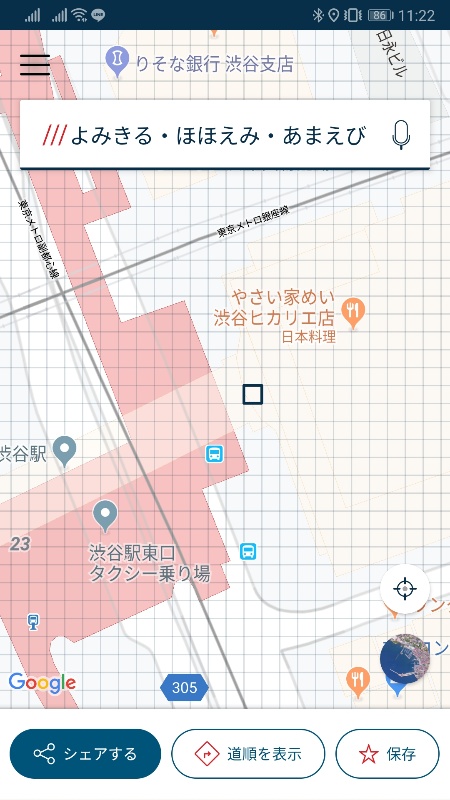 86 11:22
りそな銀行 渋谷支店
日永ビル
/// よみきる・ほほえみ・あまえび
東京メトロ副都心線
東京メトロ銀座線
やさい家めい
渋谷ヒカリエ店
日本料理
渋谷駅
23
渋谷駅東口
タクシー乗り場
Google
305
シェアする
道順を表示
保存